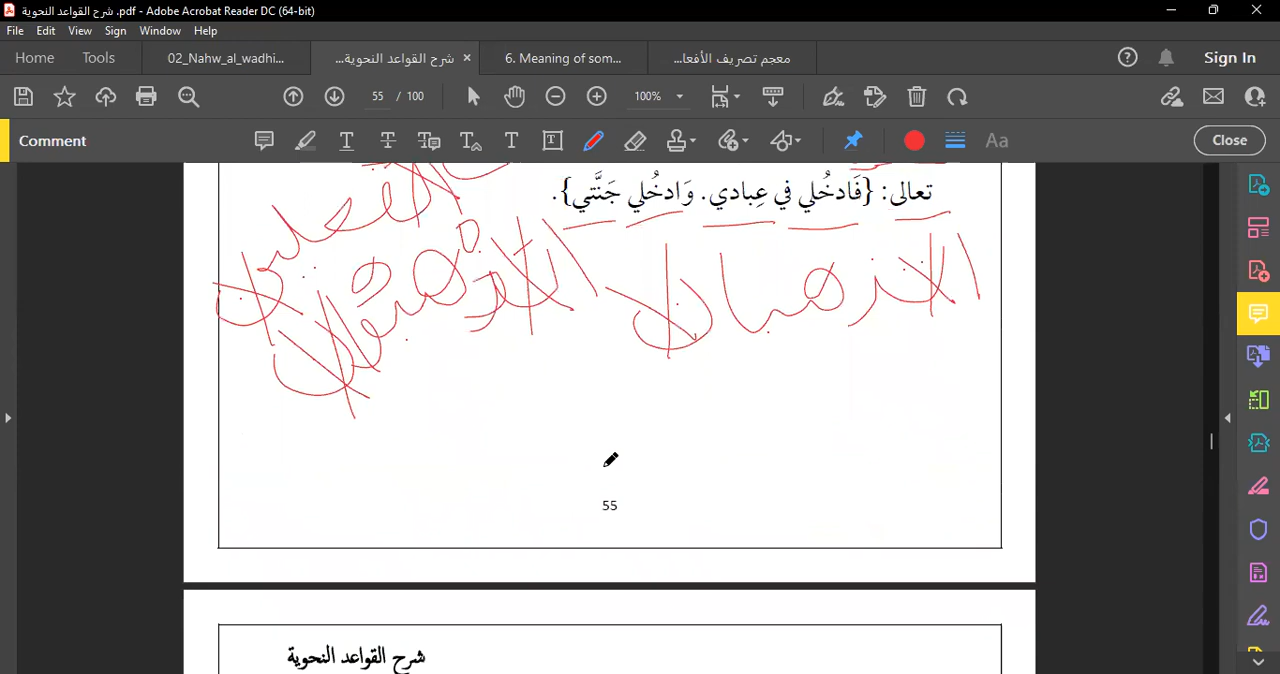 شرح القواعد النحوية .pdf - Adobe Acrobat Reader DC (64-bit)
File Edit View Sign Window Help
Home Tools 02_Nahw_al_wadhi... شرح القواعد النحوية... × 6. Meaning of som... معجم تصريف الأفعا... Sign In
55 / 100 100%
Comment Aa Close
تعالى: {فَادخُلي في عِبادي. وَادخُلي جَنَّتي}.
55
شرح القواعد النحوية